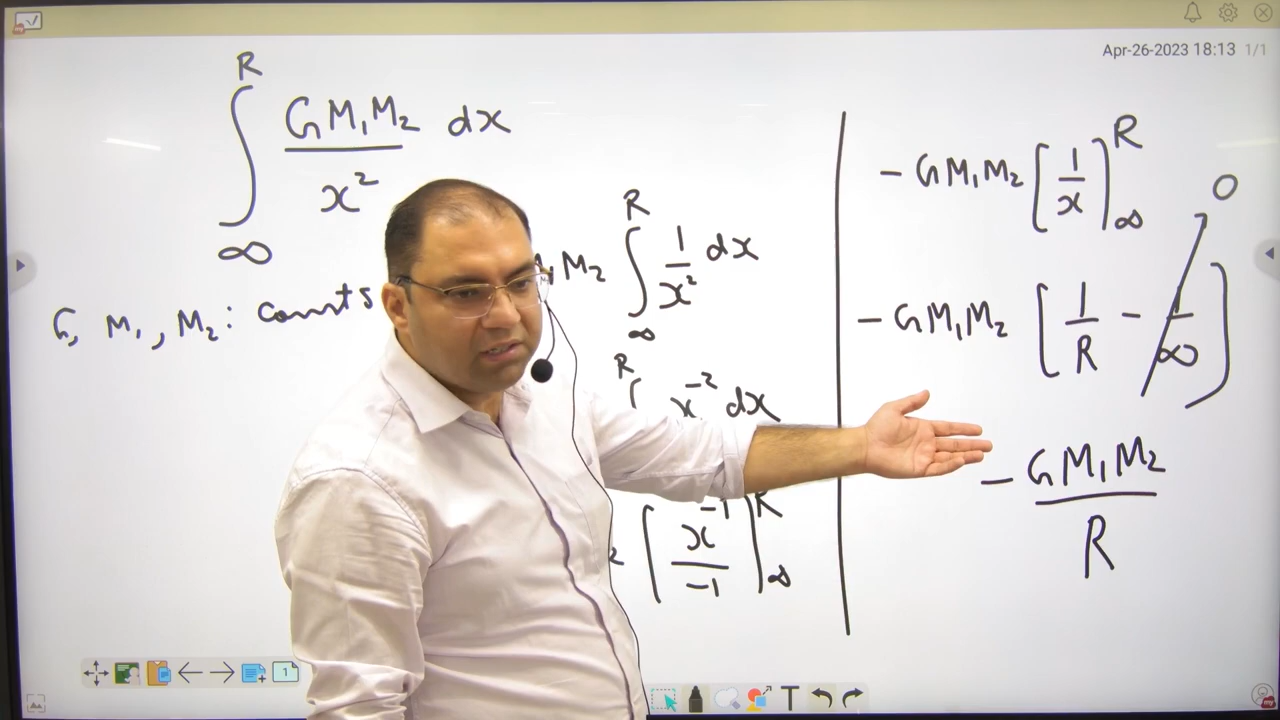 Apr-26-2023 18:13 1/1
∫_∞^R GM₁M₂/x² dx
G, M₁, M₂ : consts
M₂ ∫_∞^R 1/x² dx
R x⁻² dx
[x⁻¹/-1]_∞^R
-GM₁M₂ [1/x]_∞^R
-GM₁M₂ [1/R - 1/∞] 0
-GM₁M₂/R
1
T